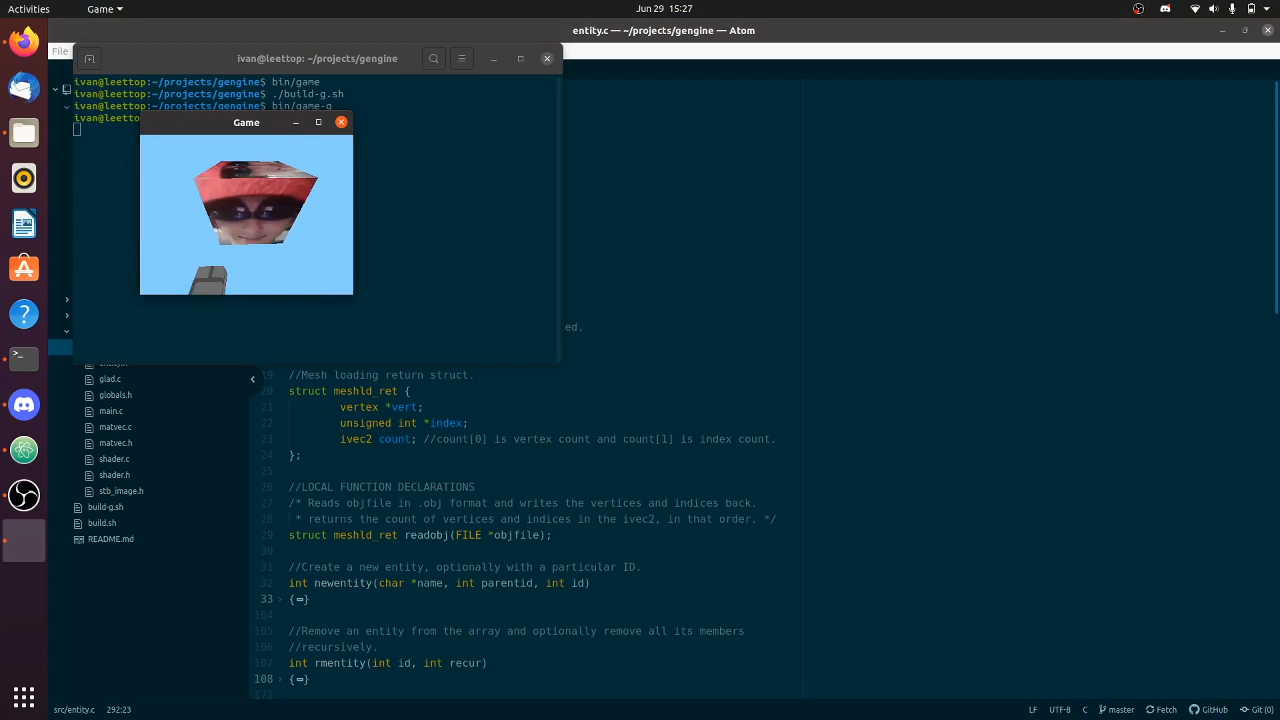 Activities
Game
Jun 29 15:27
entity.c — ~/projects/gengine — Atom
File
ivan@leettop: ~/projects/gengine
ivan@leettop:~/projects/gengine$ bin/game
ivan@leettop:~/projects/gengine$ ./build-g.sh
ivan@leettop:~/projects/gengine$ bin/game-g
ivan@leetto
Game
ed.
glad.c
globals.h
main.c
matvec.c
matvec.h
shader.c
shader.h
stb_image.h
build-g.sh
build.sh
README.md
19 //Mesh loading return struct.
20 struct meshld_ret {
21 vertex *vert;
22 unsigned int *index;
23 ivec2 count; //count[0] is vertex count and count[1] is index count.
24 };
25
26 //LOCAL FUNCTION DECLARATIONS
27 /* Reads objfile in .obj format and writes the vertices and indices back.
28 * returns the count of vertices and indices in the ivec2, in that order. */
29 struct meshld_ret readobj(FILE *objfile);
30
31 //Create a new entity, optionally with a particular ID.
32 int newentity(char *name, int parentid, int id)
33 {}
104
105 //Remove an entity from the array and optionally remove all its members
106 //recursively.
107 int rmentity(int id, int recur)
108 {}
171
src/entity.c 292:23
LF UTF-8 C master Fetch GitHub Git (0)